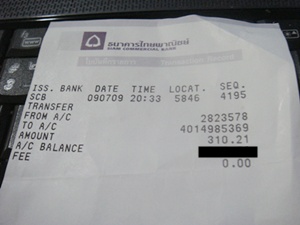 ธนาคารไทยพาณิชย์
SIAM COMMERCIAL BANK
ISS. BANK DATE TIME LOCAT. SEQ.
SCB 090709 20:33 5846 4195
TRANSFER
FROM A/C 2823578
TO A/C 4014985369
AMOUNT 310.21
A/C BALANCE
FEE 0.00